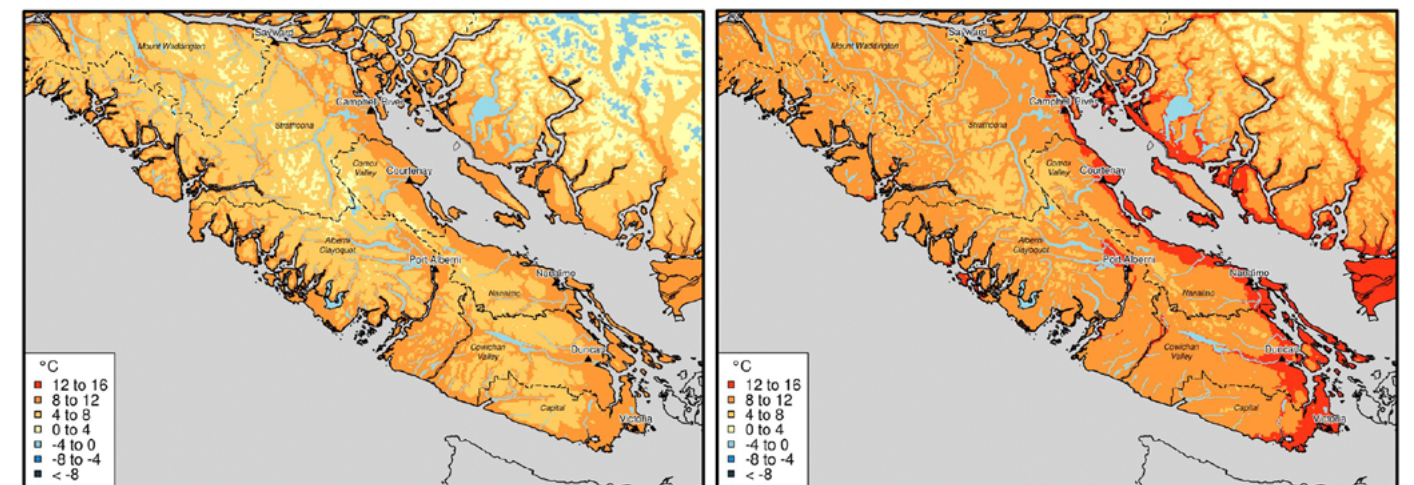 Sayward
Mount Waddington
Campbell River
Strathcona
Comox
Valley
Courtenay
Alberni
Clayoquot
Port Alberni
Nanaimo
Nanaimo
Cowichan
Valley
Duncan
Capital
Victoria
°C
12 to 16
8 to 12
4 to 8
0 to 4
-4 to 0
-8 to -4
< -8
Sayward
Mount Waddington
Campbell River
Strathcona
Comox
Valley
Courtenay
Alberni
Clayoquot
Port Alberni
Nanaimo
Nanaimo
Cowichan
Valley
Duncan
Capital
Victoria
°C
12 to 16
8 to 12
4 to 8
0 to 4
-4 to 0
-8 to -4
< -8